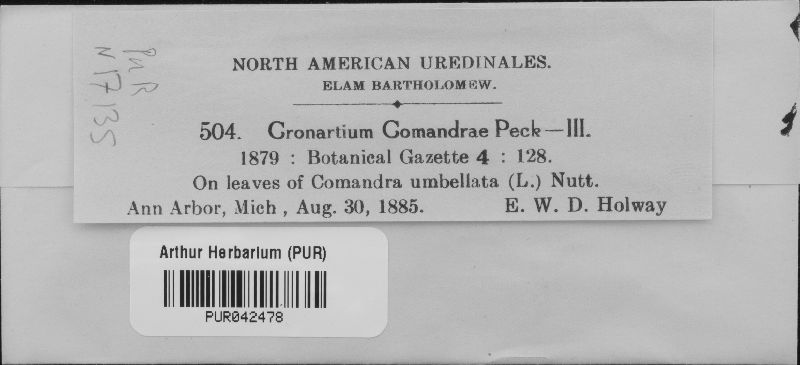 NORTH AMERICAN UREDINALES.
ELAM BARTHOLOMEW.
504. Cronartium Comandrae Peck—III.
1879 : Botanical Gazette 4 : 128.
On leaves of Comandra umbellata (L.) Nutt.
Ann Arbor, Mich , Aug. 30, 1885. E. W. D. Holway
PUR
N7135
Arthur Herbarium (PUR)
PUR042478